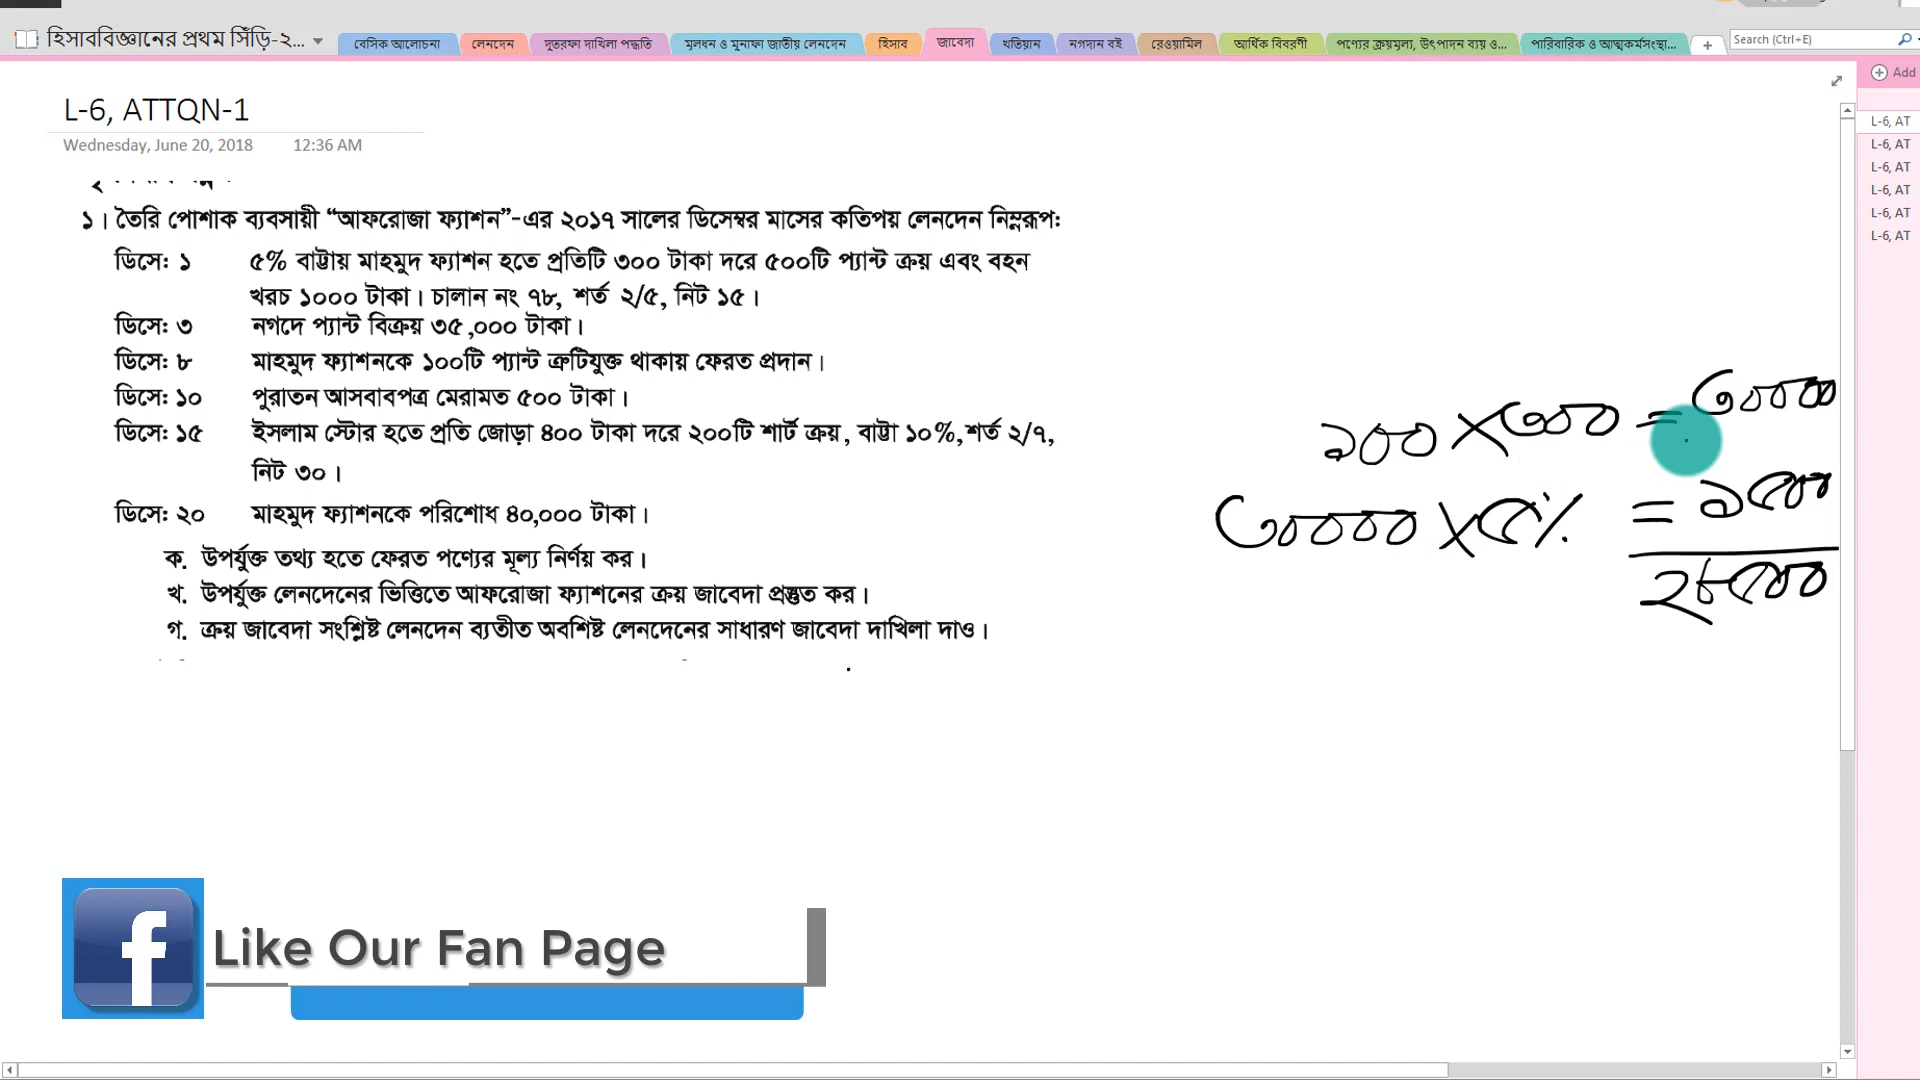 হিসাববিজ্ঞানের প্রথম সিঁড়ি-২...
বেসিক আলোচনা
লেনদেন
দুতরফা দাখিলা পদ্ধতি
মূলধন ও মুনাফা জাতীয় লেনদেন
হিসাব
জাবেদা
খতিয়ান
নগদান বই
রেওয়ামিল
আর্থিক বিবরণী
পণ্যের ক্রয়মূল্য, উৎপাদন ব্যয় ও...
পারিবারিক ও আত্মকর্মসংস্থা...
Search (Ctrl+E)
Add
L-6, ATTQN-1
Wednesday, June 20, 2018 12:36 AM
L-6, AT
L-6, AT
L-6, AT
L-6, AT
L-6, AT
L-6, AT
১। তৈরি পোশাক ব্যবসায়ী “আফরোজা ফ্যাশন”-এর ২০১৭ সালের ডিসেম্বর মাসের কতিপয় লেনদেন নিম্নরূপ:
ডিসে: ১ ৫% বাট্টায় মাহমুদ ফ্যাশন হতে প্রতিটি ৩০০ টাকা দরে ৫০০টি প্যান্ট ক্রয় এবং বহন
খরচ ১০০০ টাকা। চালান নং ৭৮, শর্ত ২/৫, নিট ১৫।
ডিসে: ৩ নগদে প্যান্ট বিক্রয় ৩৫,০০০ টাকা।
ডিসে: ৮ মাহমুদ ফ্যাশনকে ১০০টি প্যান্ট ত্রুটিযুক্ত থাকায় ফেরত প্রদান।
ডিসে: ১০ পুরাতন আসবাবপত্র মেরামত ৫০০ টাকা।
ডিসে: ১৫ ইসলাম স্টোর হতে প্রতি জোড়া ৪০০ টাকা দরে ২০০টি শার্ট ক্রয়, বাট্টা ১০%,শর্ত ২/৭,
নিট ৩০।
ডিসে: ২০ মাহমুদ ফ্যাশনকে পরিশোধ ৪০,০০০ টাকা।
ক. উপর্যুক্ত তথ্য হতে ফেরত পণ্যের মূল্য নির্ণয় কর।
খ. উপর্যুক্ত লেনদেনের ভিত্তিতে আফরোজা ফ্যাশনের ক্রয় জাবেদা প্রস্তুত কর।
গ. ক্রয় জাবেদা সংশ্লিষ্ট লেনদেন ব্যতীত অবশিষ্ট লেনদেনের সাধারণ জাবেদা দাখিলা দাও।
১০০ × ৩০০ = ৩০০০০
৩০০০০ × ৫% = ১৫০০
২৮৫০০
Like Our Fan Page